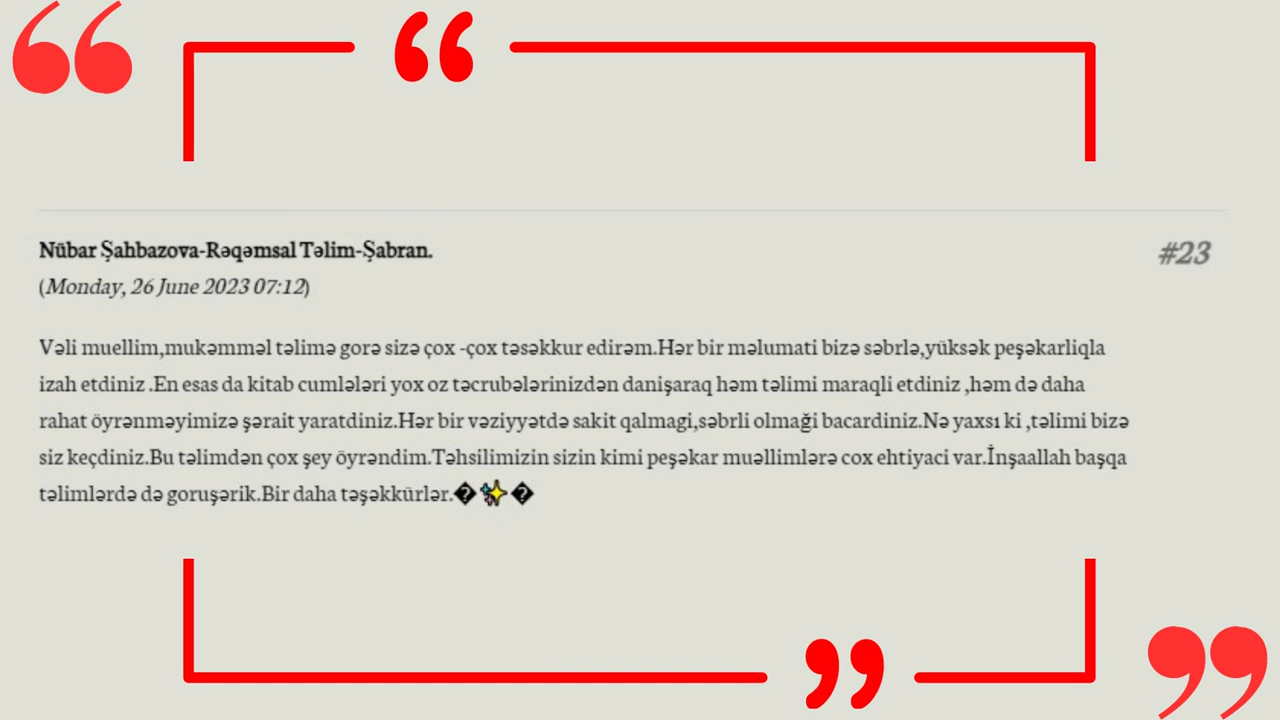 Nübar Şahbazova-Rəqəmsal Təlim-Şabran.
#23
(Monday, 26 June 2023 07:12)
Vəli muellim,mukəmməl təlimə gorə sizə çox -çox təsəkkur edirəm.Hər bir məlumati bizə səbrlə,yüksək peşəkarliqla
izah etdiniz .En esas da kitab cumlələri yox oz təcrubələrinizdən danişaraq həm təlimi maraqli etdiniz ,həm də daha
rahat öyrənməyimizə şərait yaratdiniz.Hər bir vəziyyətdə sakit qalmagi,səbrli olmaği bacardiniz.Nə yaxsı ki ,təlimi bizə
siz keçdiniz.Bu təlimdən çox şey öyrəndim.Təhsilimizin sizin kimi peşəkar muəllimlərə cox ehtiyaci var.İnşaallah başqa
təlimlərdə də goruşərik.Bir daha təşəkkürlər.�✨�